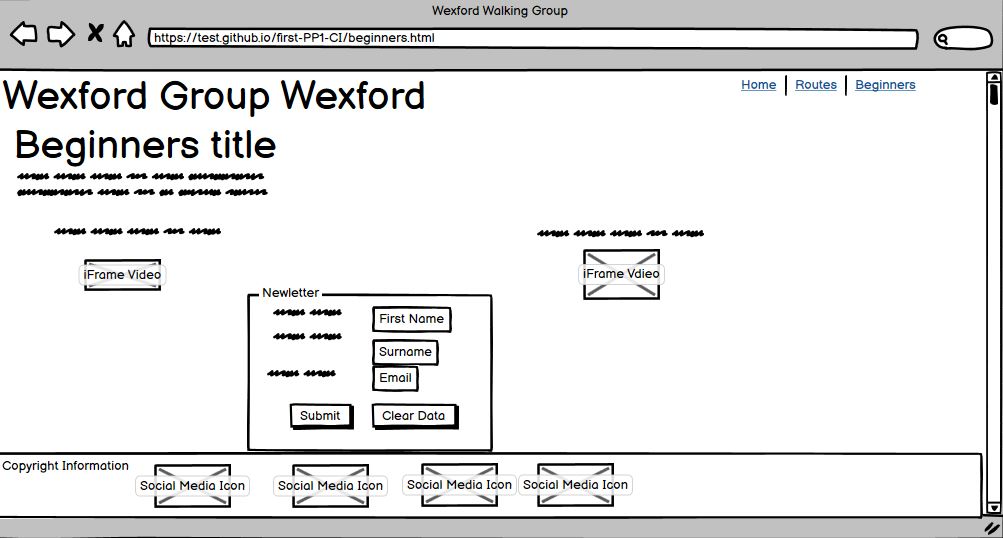 Wexford Walking Group
https://test.github.io/first-PP1-CI/beginners.html
Wexford Group Wexford
Home Routes Beginners
Beginners title
iFrame Video
iFrame Vdieo
Newletter
First Name
Surname
Email
Submit Clear Data
Copyright Information
Social Media Icon Social Media Icon Social Media Icon Social Media Icon